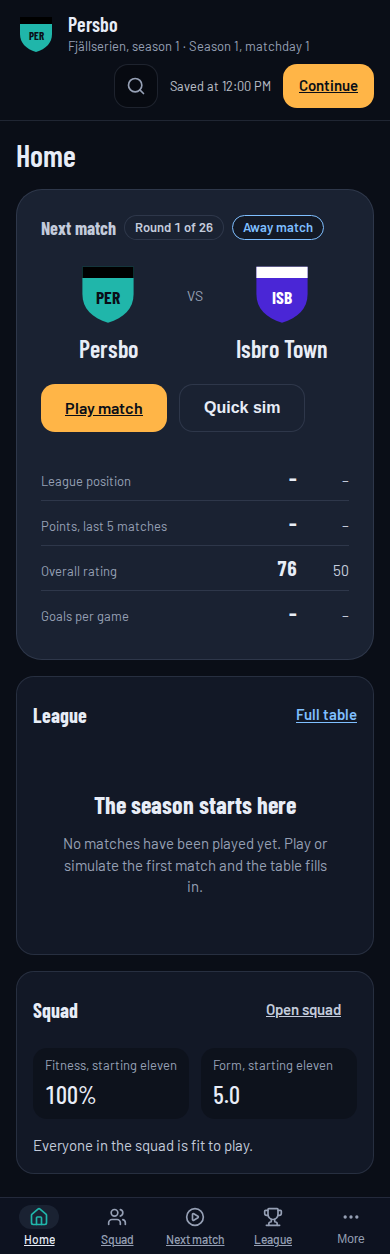 PER
Persbo
Fjällserien, season 1 · Season 1, matchday 1
Saved at 12:00 PM
Continue
Home
Next match
Round 1 of 26
Away match
PER
VS
ISB
Persbo
Isbro Town
Play match
Quick sim
League position - –
Points, last 5 matches - –
Overall rating 76 50
Goals per game - –
League
Full table
The season starts here
No matches have been played yet. Play or
simulate the first match and the table fills
in.
Squad
Open squad
Fitness, starting eleven
100%
Form, starting eleven
5.0
Everyone in the squad is fit to play.
Home
Squad
Next match
League
More